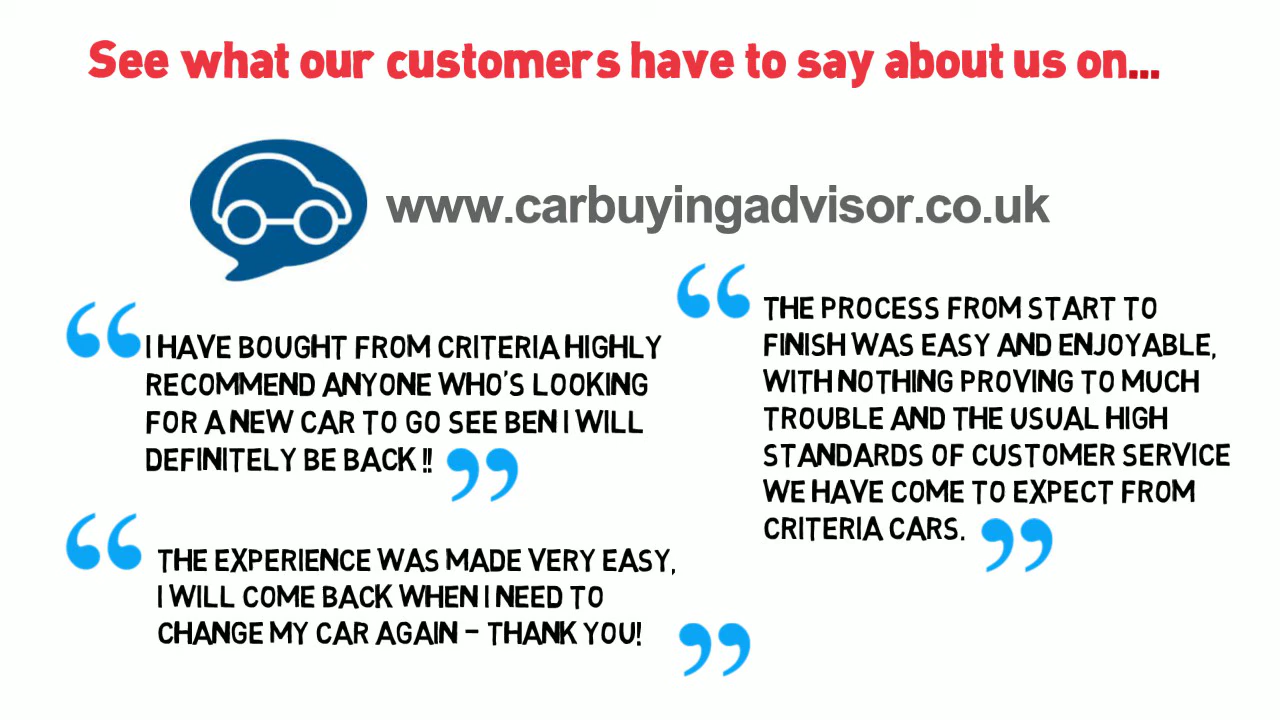 See what our customers have to say about us on...
www.carbuyingadvisor.co.uk
“I HAVE BOUGHT FROM CRITERIA HIGHLY
RECOMMEND ANYONE WHO’S LOOKING
FOR A NEW CAR TO GO SEE BEN I WILL
DEFINITELY BE BACK !! ”
“ THE EXPERIENCE WAS MADE VERY EASY,
I WILL COME BACK WHEN I NEED TO
CHANGE MY CAR AGAIN – THANK YOU! ”
“ THE PROCESS FROM START TO
FINISH WAS EASY AND ENJOYABLE,
WITH NOTHING PROVING TO MUCH
TROUBLE AND THE USUAL HIGH
STANDARDS OF CUSTOMER SERVICE
WE HAVE COME TO EXPECT FROM
CRITERIA CARS. ”